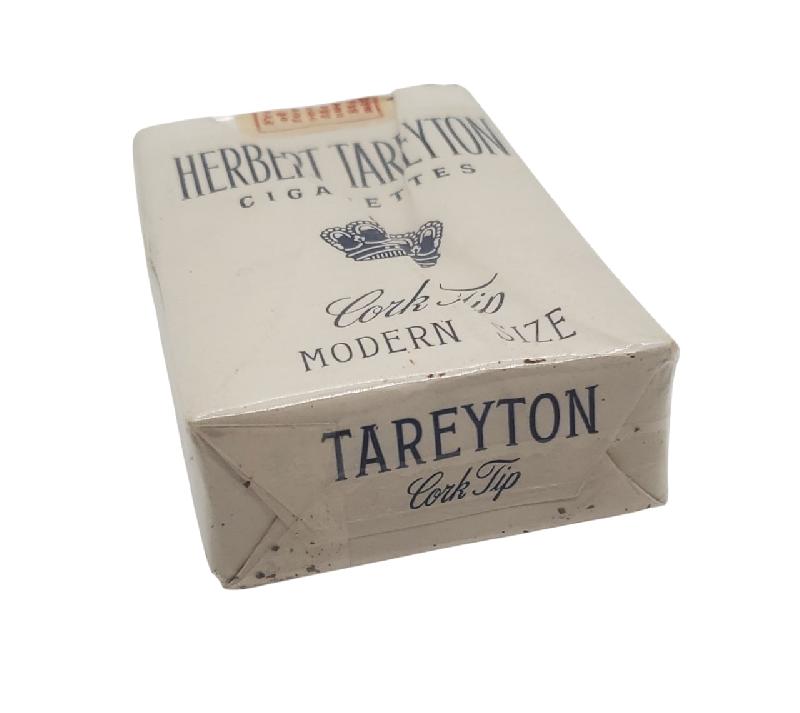 HERBERT TAREYTON
CIGARETTES
Cork Tip
MODERN SIZE
TAREYTON
Cork Tip